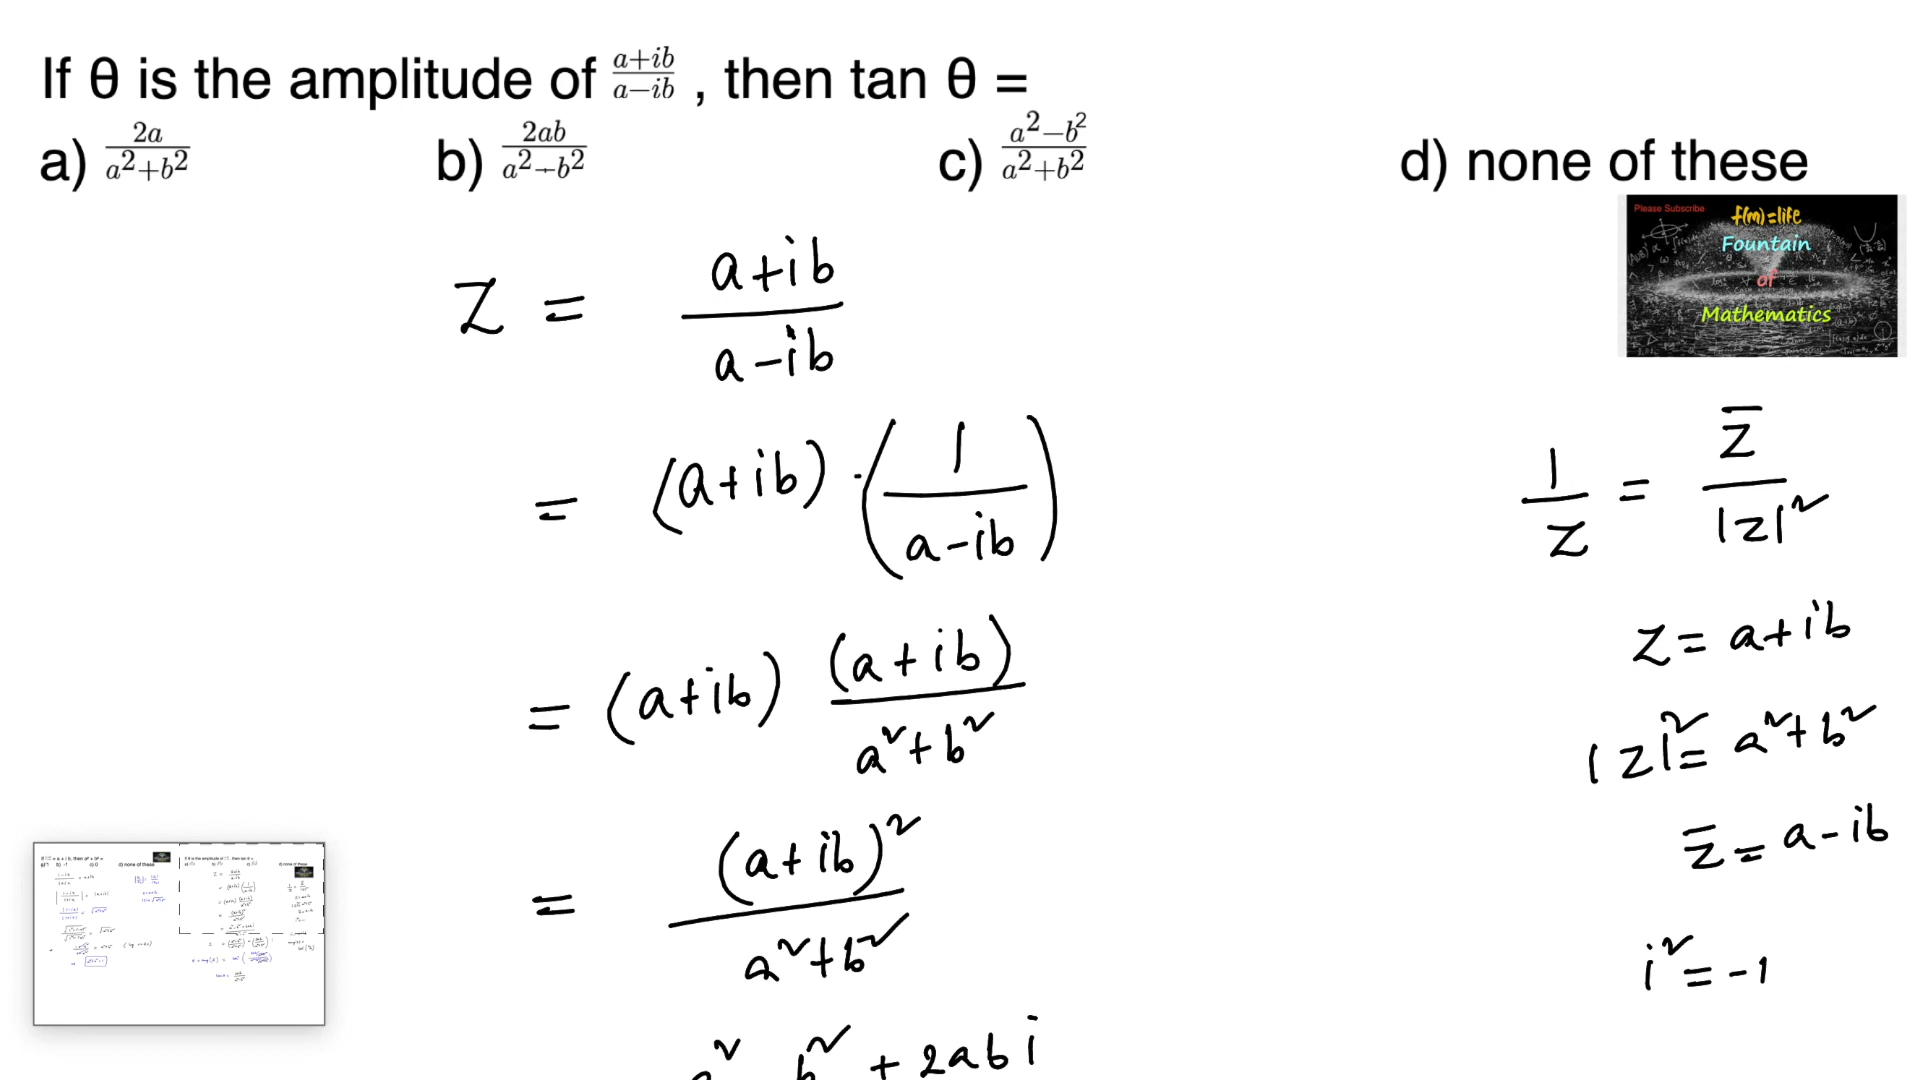 If θ is the amplitude of (a+ib)/(a−ib) , then tan θ =
a) 2a/(a²+b²) b) 2ab/(a²−b²) c) (a²−b²)/(a²+b²) d) none of these
Please Subscribe
f(m)=life
Fountain
of
Mathematics
z = (a+ib)/(a−ib)
= (a+ib) · (1/(a−ib))
= (a+ib) (a+ib)/(a²+b²)
= (a+ib)²/(a²+b²)
b² + 2abi
1/z = z̄/|z|²
z = a+ib
|z|² = a²+b²
z̄ = a−ib
i² = −1